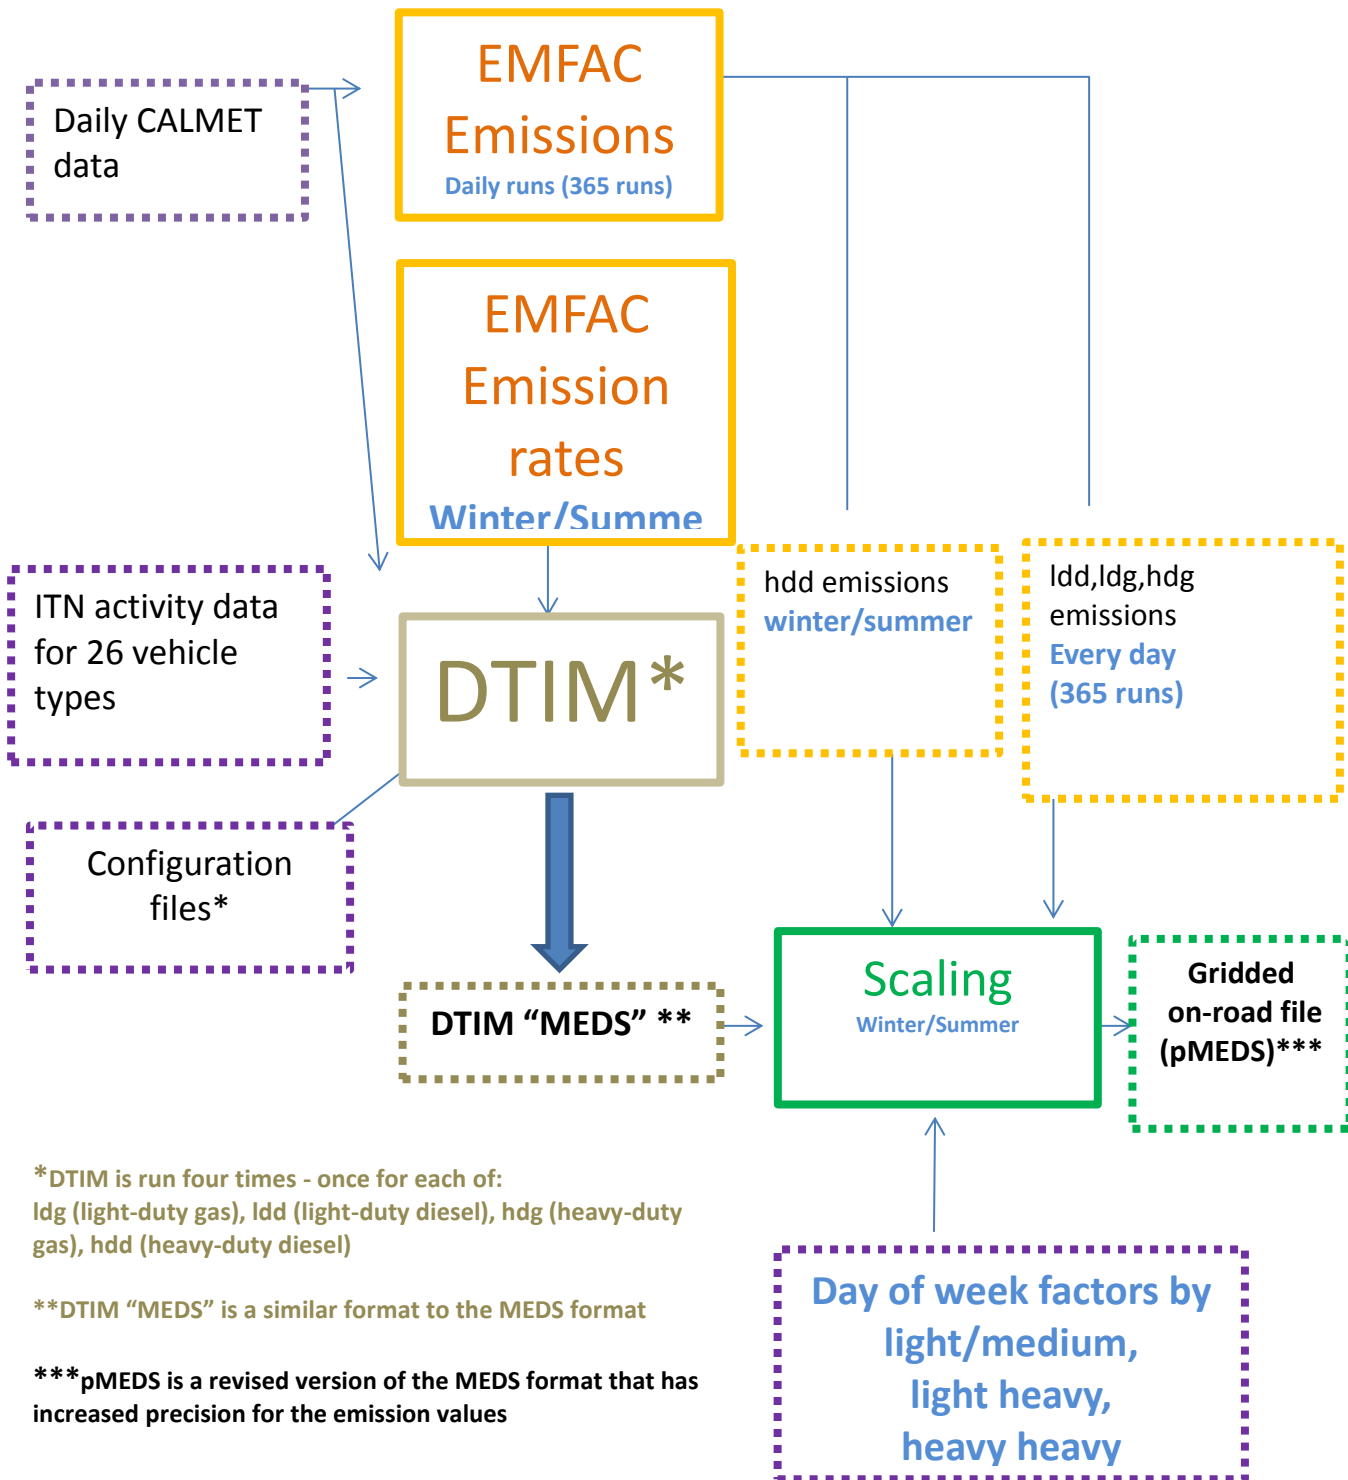 EMFAC
Emissions
Daily runs (365 runs)
Daily CALMET
data
EMFAC
Emission
rates
Winter/Summe
ITN activity data
for 26 vehicle
types
DTIM*
hdd emissions
winter/summer
ldd,ldg,hdg
emissions
Every day
(365 runs)
Configuration
files*
DTIM “MEDS” **
Scaling
Winter/Summer
Gridded
on-road file
(pMEDS)***
*DTIM is run four times - once for each of:
ldg (light-duty gas), ldd (light-duty diesel), hdg (heavy-duty
gas), hdd (heavy-duty diesel)
**DTIM “MEDS” is a similar format to the MEDS format
***pMEDS is a revised version of the MEDS format that has
increased precision for the emission values
Day of week factors by
light/medium,
light heavy,
heavy heavy